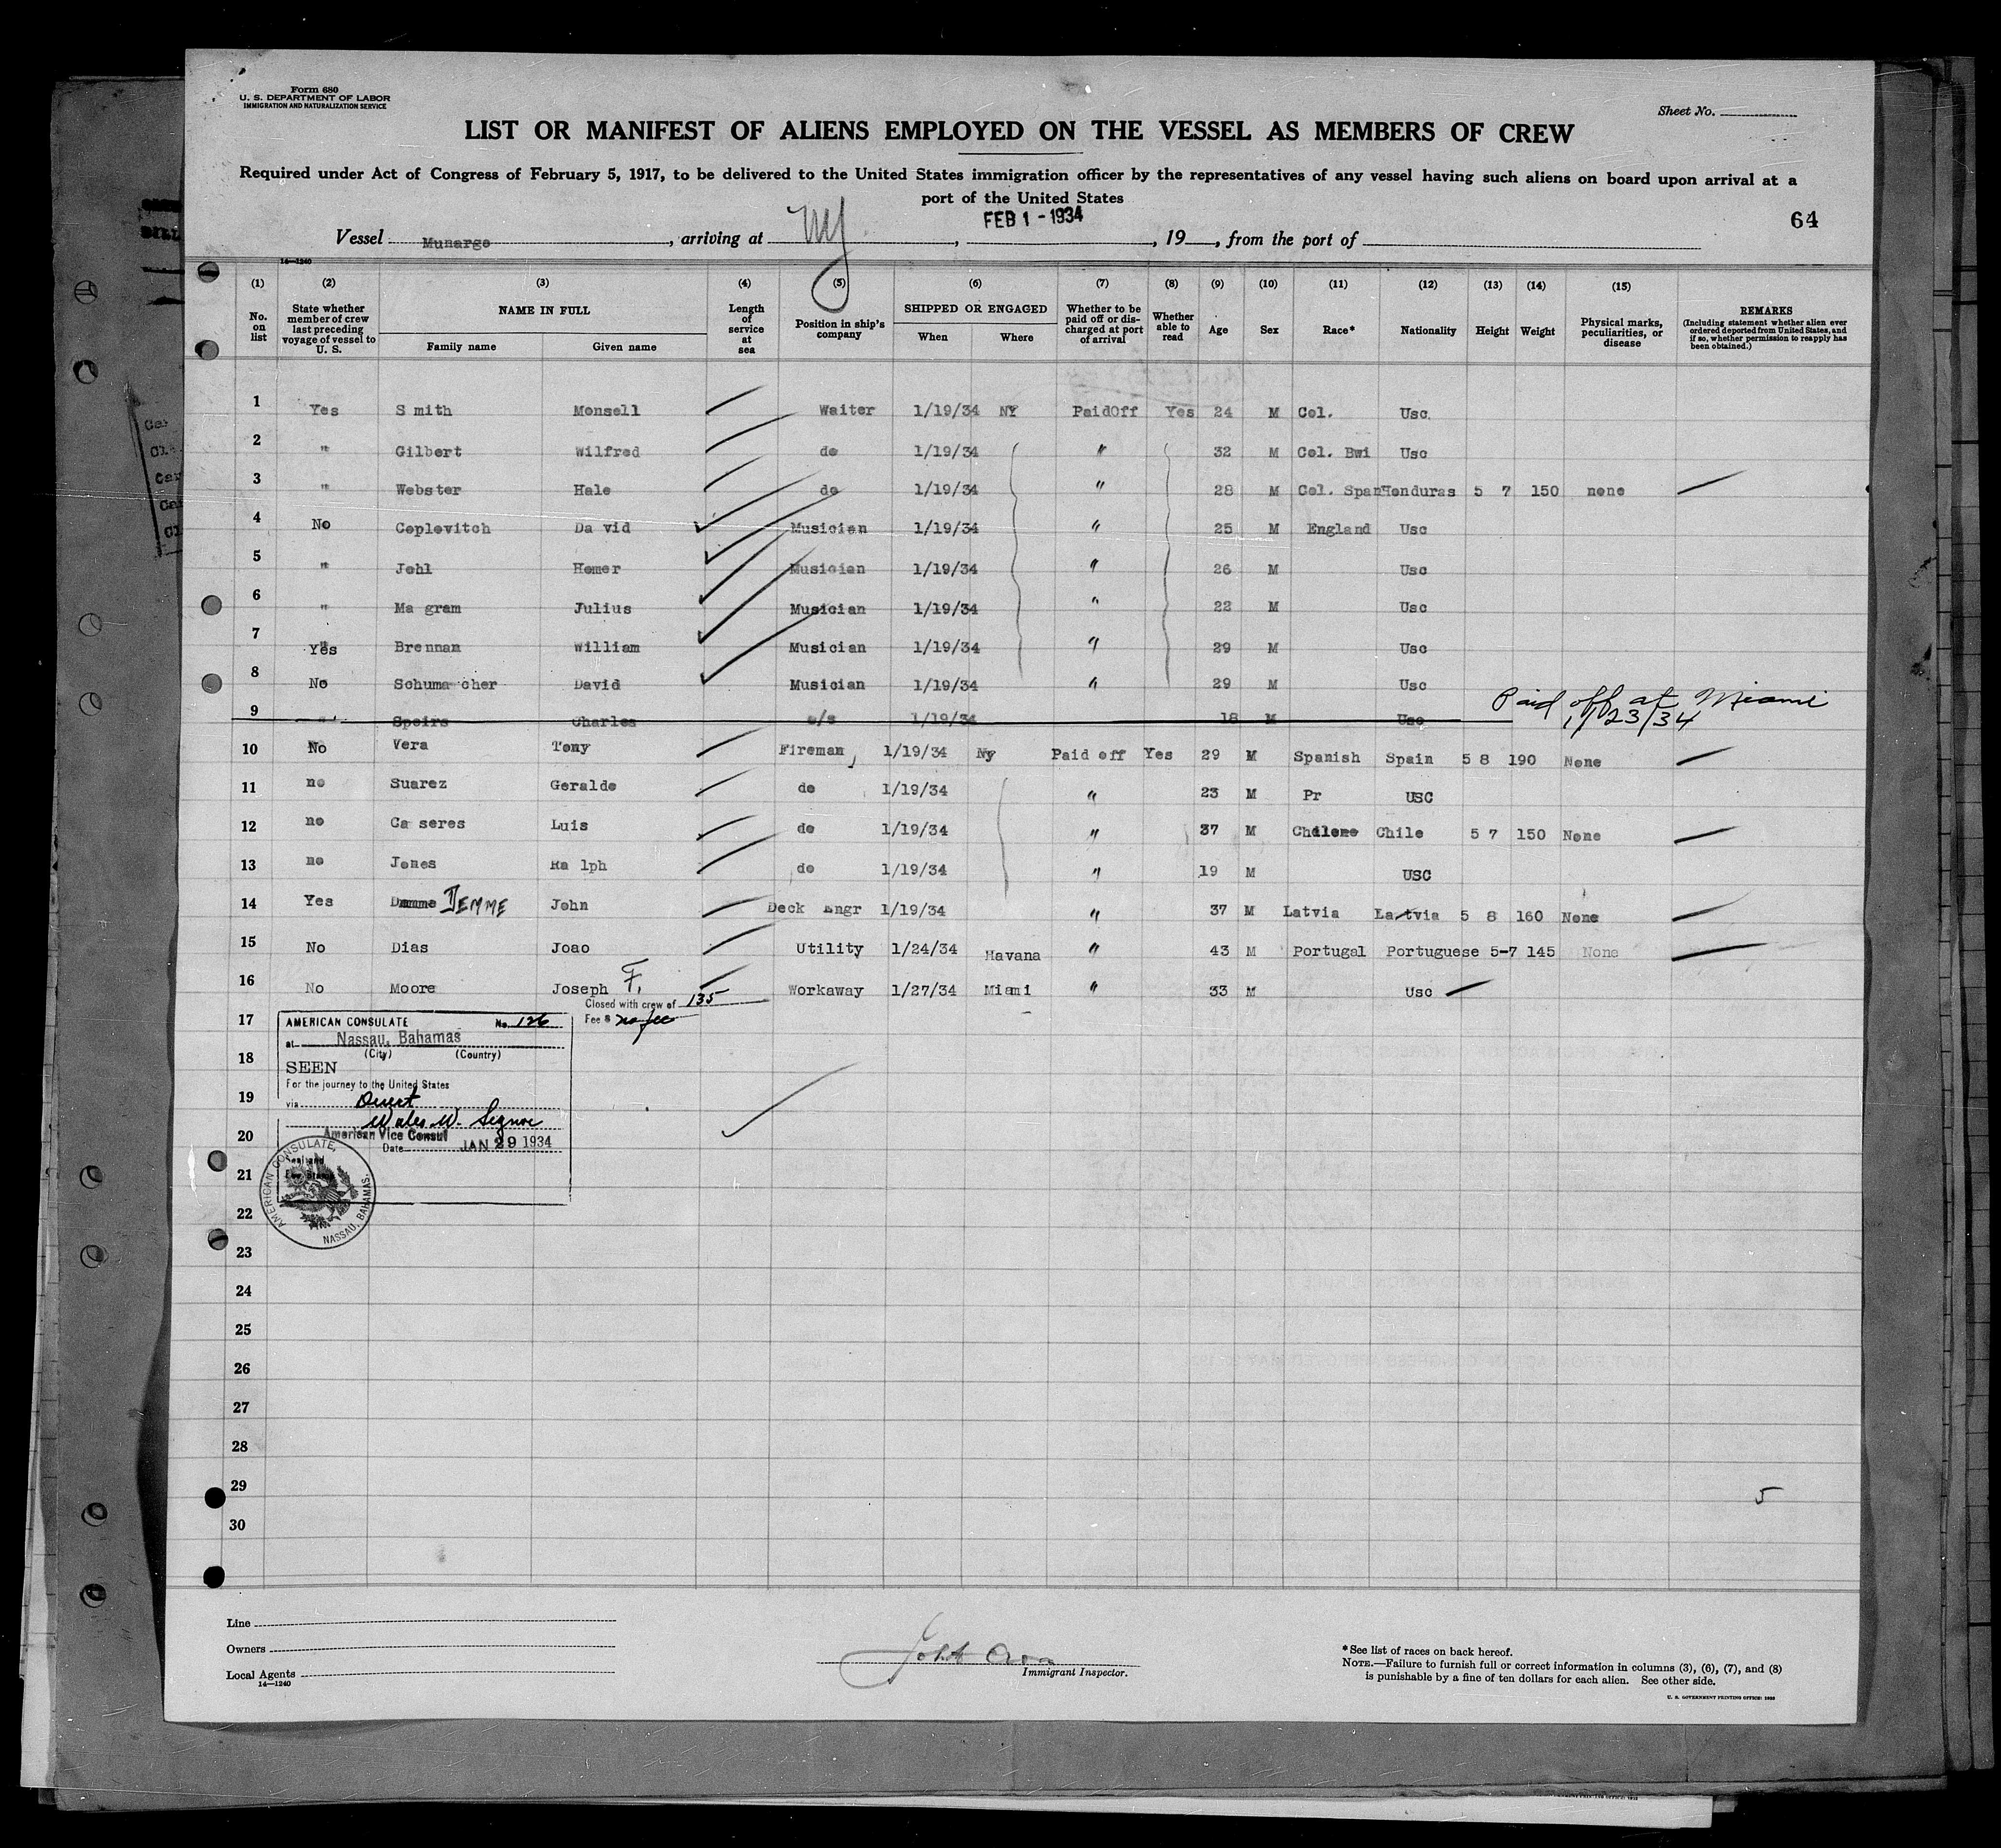 Form 680
U. S. DEPARTMENT OF LABOR
IMMIGRATION AND NATURALIZATION SERVICE
Sheet No.
LIST OR MANIFEST OF ALIENS EMPLOYED ON THE VESSEL AS MEMBERS OF CREW
Required under Act of Congress of February 5, 1917, to be delivered to the United States immigration officer by the representatives of any vessel having such aliens on board upon arrival at a
port of the United States
FEB 1 - 1934
64
Vessel Munargo, arriving at NY, , 19 , from the port of
14—1240
(1) (2) (3) (4) (5) (6) (7) (8) (9) (10) (11) (12) (13) (14) (15)
No. on list State whether member of crew last preceding voyage of vessel to U. S. NAME IN FULL Family name Given name Length of service at sea Position in ship's company SHIPPED OR ENGAGED When Where Whether to be paid off or discharged at port of arrival Whether able to read Age Sex Race* Nationality Height Weight Physical marks, peculiarities, or disease REMARKS (Including statement whether alien ever ordered deported from United States, and if so, whether permission to reapply has been obtained.)
1 Yes S mith Monsell Waiter 1/19/34 NY PaidOff Yes 24 M Col. Usc.
2 " Gilbert Wilfred do 1/19/34 " 32 M Col. Bwi Usc
3 " Webster Hale do 1/19/34 " 28 M Col. Span Honduras 5 7 150 none
4 No Coplovitch Da vid Musician 1/19/34 " 25 M England Usc
5 " Johl Homer Musician 1/19/34 " 26 M Usc
6 " Ma gram Julius Musician 1/19/34 " 22 M Usc
7 Yes Brennan William Musician 1/19/34 " 29 M Usc
8 No Schuma cher David Musician 1/19/34 " 29 M Usc
9 " Speirs Charles o/s 1/19/34 18 M Usc Paid off at Miami 1/23/34
10 No Vera Tony Fireman 1/19/34 Ny Paid off Yes 29 M Spanish Spain 5 8 190 None
11 no Suarez Geralde do 1/19/34 " 23 M Pr USC
12 no Ca seres Luis do 1/19/34 " 37 M Chilene Chile 5 7 150 None
13 no Jones Ra lph do 1/19/34 " 19 M USC
14 Yes DEMME John Deck Engr 1/19/34 " 37 M Latvia Latvia 5 8 160 None
15 No Dias Joao Utility 1/24/34 Havana " 43 M Portugal Portuguese 5-7 145 None
16 No Moore Joseph F. Workaway 1/27/34 Miami " 33 M Usc
Closed with crew of 135
Fee $ no fee
17
AMERICAN CONSULATE No. 126
at Nassau, Bahamas
(City) (Country)
18
SEEN
For the journey to the United States
19
via Direct
Wales W. Signor
20
American Vice Consul
Date JAN 29 1934
AMERICAN CONSULATE, NASSAU, BAHAMAS.
21
22
23
24
25
26
27
28
29
5
30
Line
Owners
Local Agents
14—1240
Immigrant Inspector.
*See list of races on back hereof.
NOTE.—Failure to furnish full or correct information in columns (3), (6), (7), and (8)
is punishable by a fine of ten dollars for each alien. See other side.
U. S. GOVERNMENT PRINTING OFFICE: